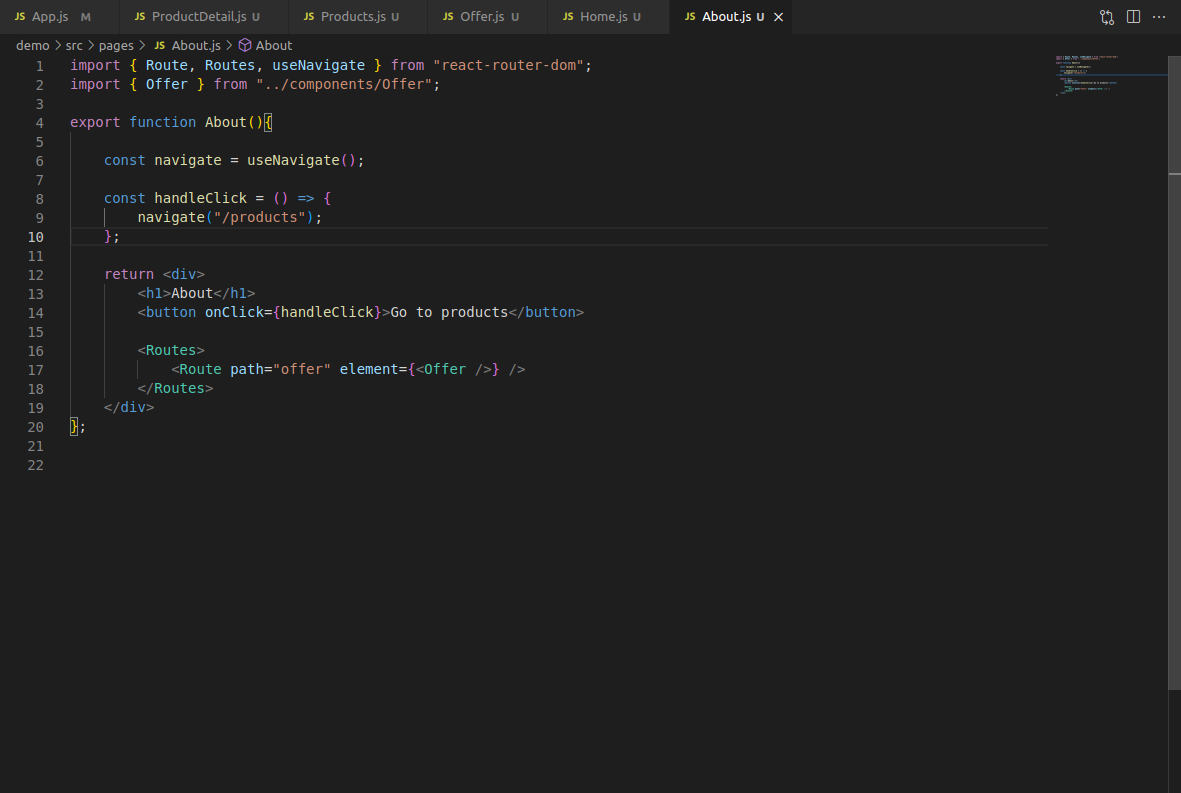 JS App.js M JS ProductDetail.js U JS Products.js U JS Offer.js U JS Home.js U JS About.js U
demo > src > pages > JS About.js > About
1 import { Route, Routes, useNavigate } from "react-router-dom";
2 import { Offer } from "../components/Offer";
3
4 export function About(){
5
6     const navigate = useNavigate();
7
8     const handleClick = () => {
9         navigate("/products");
10     };
11
12     return <div>
13         <h1>About</h1>
14         <button onClick={handleClick}>Go to products</button>
15
16         <Routes>
17             <Route path="offer" element={<Offer />} />
18         </Routes>
19     </div>
20 };
21
22